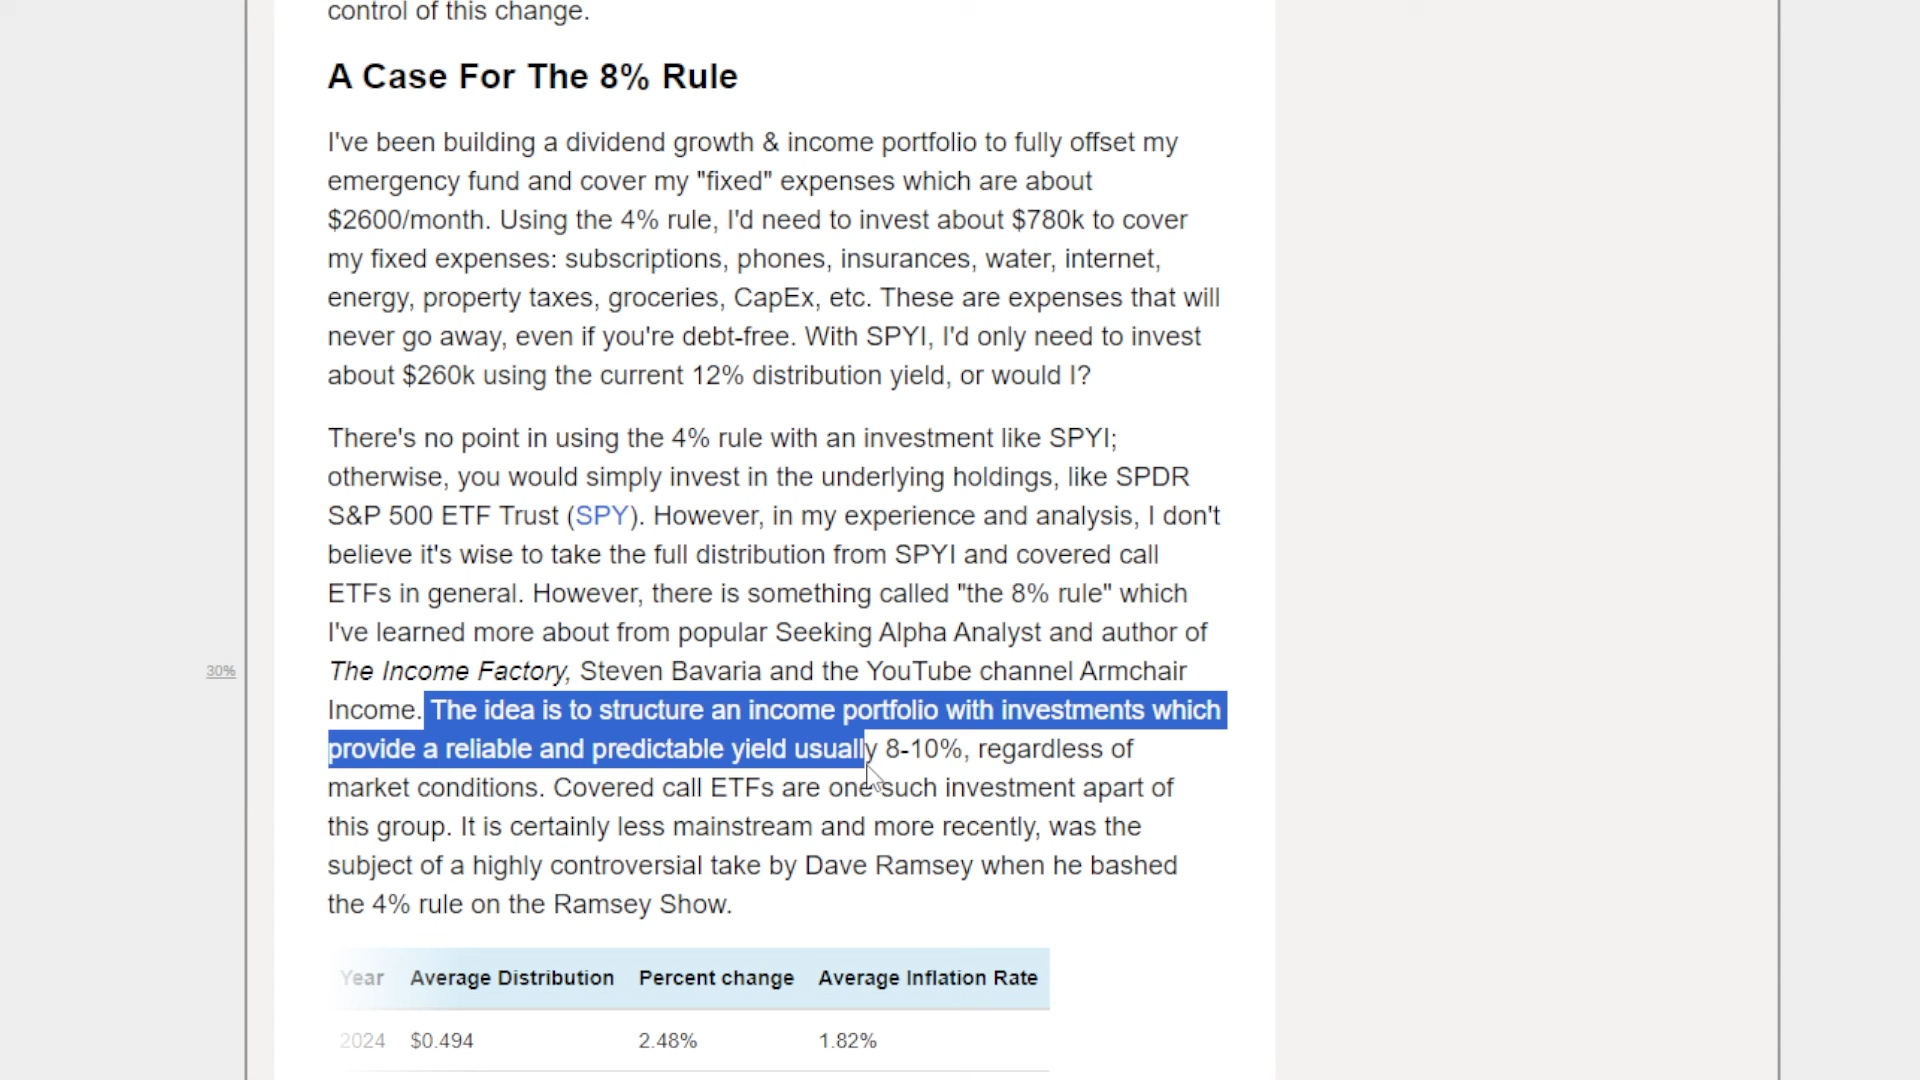 control of this change.
A Case For The 8% Rule
I've been building a dividend growth & income portfolio to fully offset my
emergency fund and cover my "fixed" expenses which are about
$2600/month. Using the 4% rule, I'd need to invest about $780k to cover
my fixed expenses: subscriptions, phones, insurances, water, internet,
energy, property taxes, groceries, CapEx, etc. These are expenses that will
never go away, even if you're debt-free. With SPYI, I'd only need to invest
about $260k using the current 12% distribution yield, or would I?
There's no point in using the 4% rule with an investment like SPYI;
otherwise, you would simply invest in the underlying holdings, like SPDR
S&P 500 ETF Trust (SPY). However, in my experience and analysis, I don't
believe it's wise to take the full distribution from SPYI and covered call
ETFs in general. However, there is something called "the 8% rule" which
I've learned more about from popular Seeking Alpha Analyst and author of
30%
The Income Factory, Steven Bavaria and the YouTube channel Armchair
Income. The idea is to structure an income portfolio with investments which
provide a reliable and predictable yield usually 8-10%, regardless of
market conditions. Covered call ETFs are one such investment apart of
this group. It is certainly less mainstream and more recently, was the
subject of a highly controversial take by Dave Ramsey when he bashed
the 4% rule on the Ramsey Show.
Year Average Distribution Percent change Average Inflation Rate
2024 $0.494 2.48% 1.82%